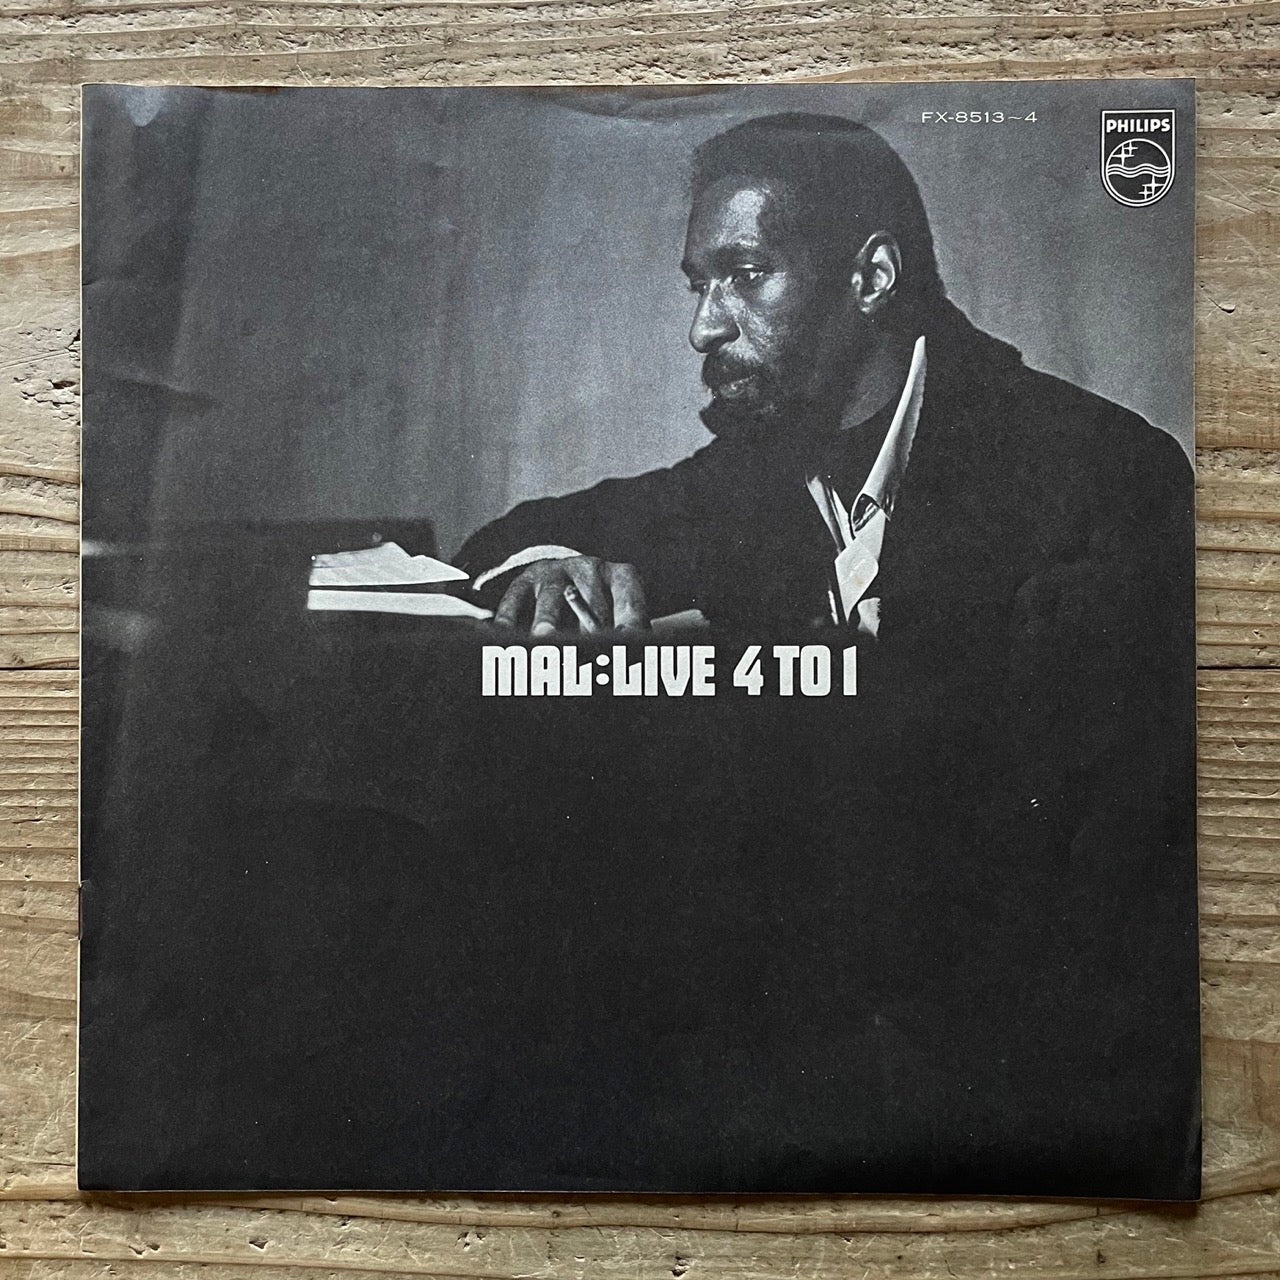 FX-8513~4
PHILIPS
MAL:LIVE 4 TO 1